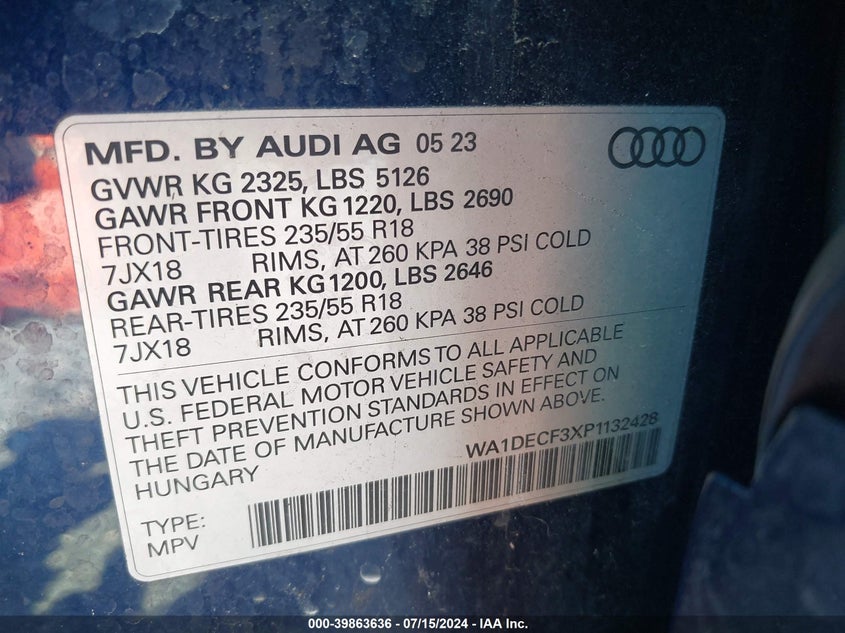 MFD. BY AUDI AG 05 23
GVWR KG 2325, LBS 5126
GAWR FRONT KG 1220, LBS 2690
FRONT-TIRES 235/55 R18
7JX18 RIMS, AT 260 KPA 38 PSI COLD
GAWR REAR KG 1200, LBS 2646
REAR-TIRES 235/55 R18
7JX18 RIMS, AT 260 KPA 38 PSI COLD
THIS VEHICLE CONFORMS TO ALL APPLICABLE
U.S. FEDERAL MOTOR VEHICLE SAFETY AND
THEFT PREVENTION STANDARDS IN EFFECT ON
THE DATE OF MANUFACTURE SHOWN ABOVE.
HUNGARY
WA1DECF3XP1132428
TYPE:
MPV
000-39863636 - 07/15/2024 - IAA Inc.